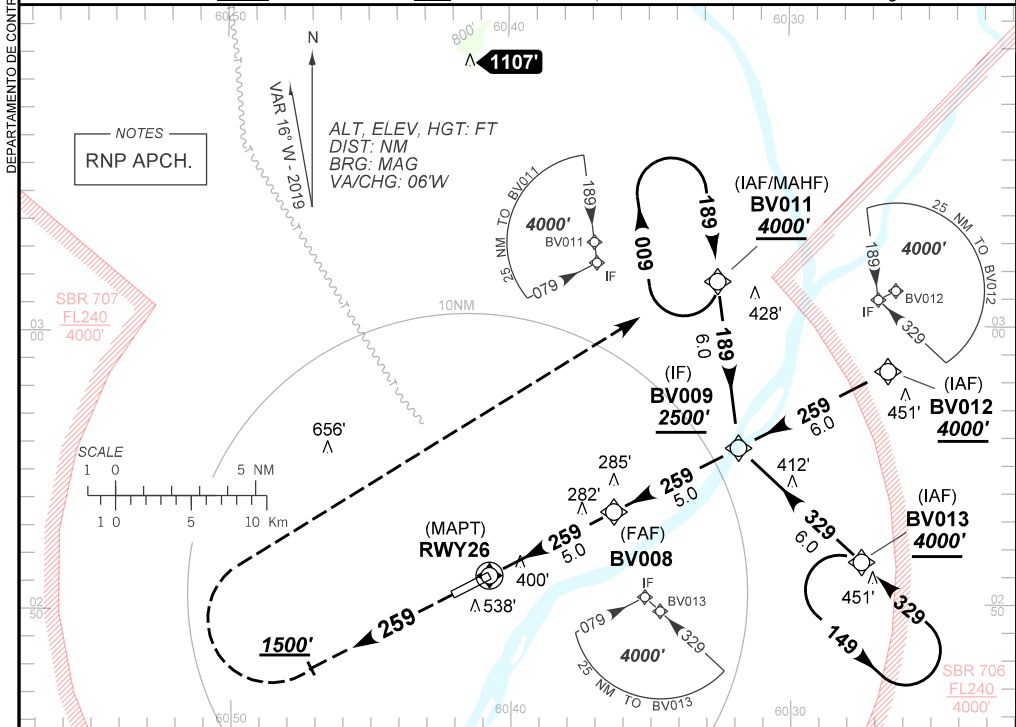 DEPARTAMENTO DE CONTR
60 50
60 40
60 30
800'
1107'
N
VAR 16° W - 2019
NOTES
RNP APCH.
ALT, ELEV, HGT: FT
DIST: NM
BRG: MAG
VA/CHG: 06'W
25 NM TO BV011
189
4000'
BV011
IF
079
189
009
(IAF/MAHF)
BV011
4000'
428'
25 NM TO BV012
189
4000'
BV012
IF
329
SBR 707
FL240
4000'
03
00
03
00
10NM
189
6.0
(IF)
BV009
2500'
259
6.0
451'
(IAF)
BV012
4000'
656'
SCALE
1 0 5 NM
1 0 5 10 Km
285'
282'
259
5.0
412'
329
6.0
(IAF)
BV013
4000'
(MAPT)
RWY26
259
5.0
(FAF)
BV008
400'
538'
451'
329
149
02
50
02
50
259
1500'
IF
BV013
079
329
4000'
25 NM TO BV013
SBR 706
FL240
4000'
60 50
60 40
60 30